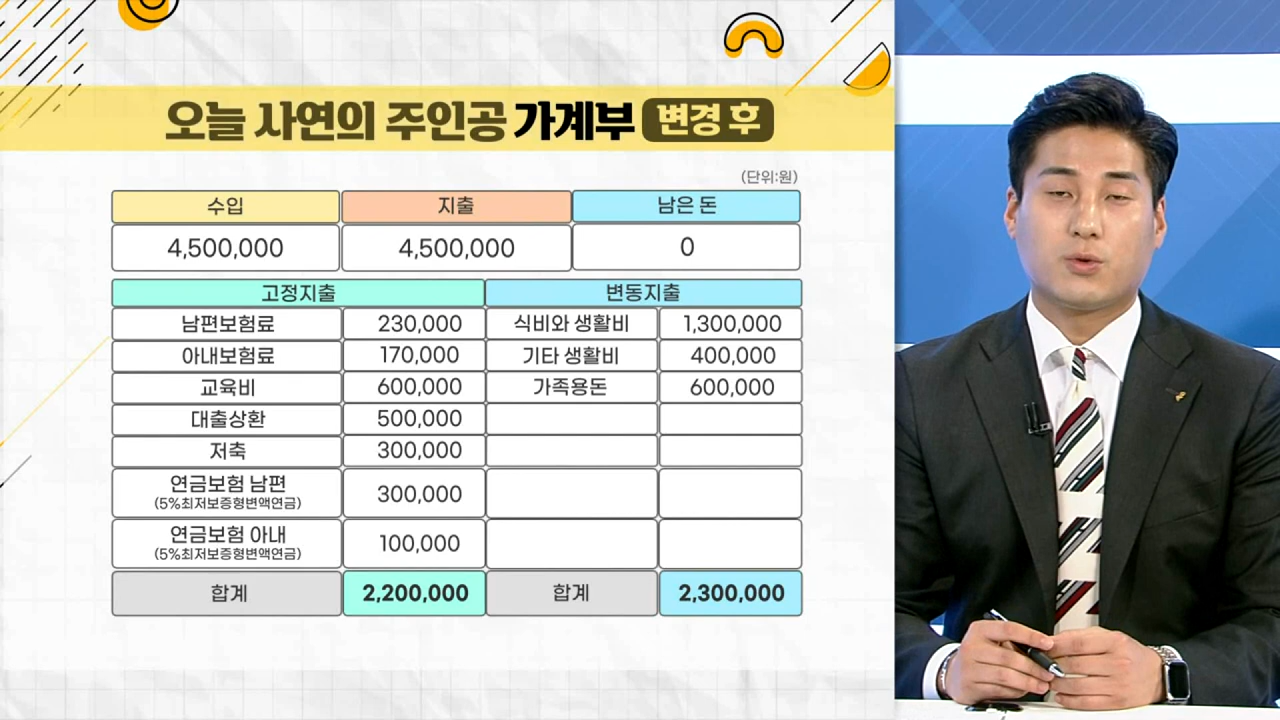 오늘 사연의 주인공 가계부 변경 후
(단위:원)
수입 지출 남은 돈
4,500,000 4,500,000 0
고정지출 변동지출
남편보험료 230,000 식비와 생활비 1,300,000
아내보험료 170,000 기타 생활비 400,000
교육비 600,000 가족용돈 600,000
대출상환 500,000
저축 300,000
연금보험 남편 300,000
(5%최저보증형변액연금)
연금보험 아내 100,000
(5%최저보증형변액연금)
합계 2,200,000 합계 2,300,000